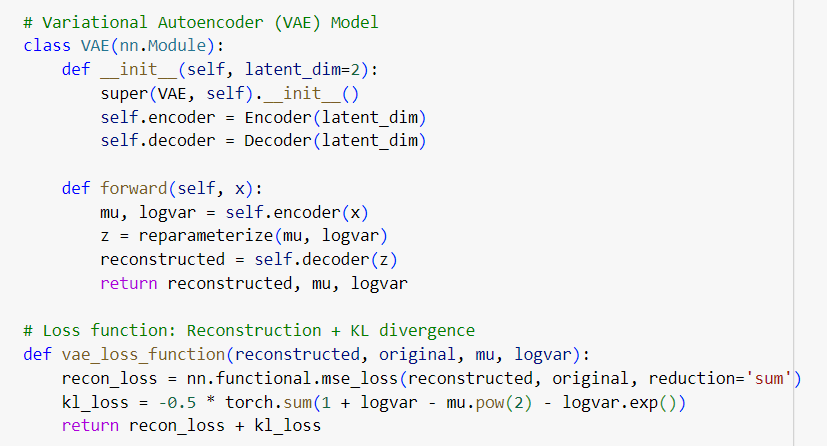 # Variational Autoencoder (VAE) Model
class VAE(nn.Module):
    def __init__(self, latent_dim=2):
        super(VAE, self).__init__()
        self.encoder = Encoder(latent_dim)
        self.decoder = Decoder(latent_dim)

    def forward(self, x):
        mu, logvar = self.encoder(x)
        z = reparameterize(mu, logvar)
        reconstructed = self.decoder(z)
        return reconstructed, mu, logvar

# Loss function: Reconstruction + KL divergence
def vae_loss_function(reconstructed, original, mu, logvar):
    recon_loss = nn.functional.mse_loss(reconstructed, original, reduction='sum')
    kl_loss = -0.5 * torch.sum(1 + logvar - mu.pow(2) - logvar.exp())
    return recon_loss + kl_loss